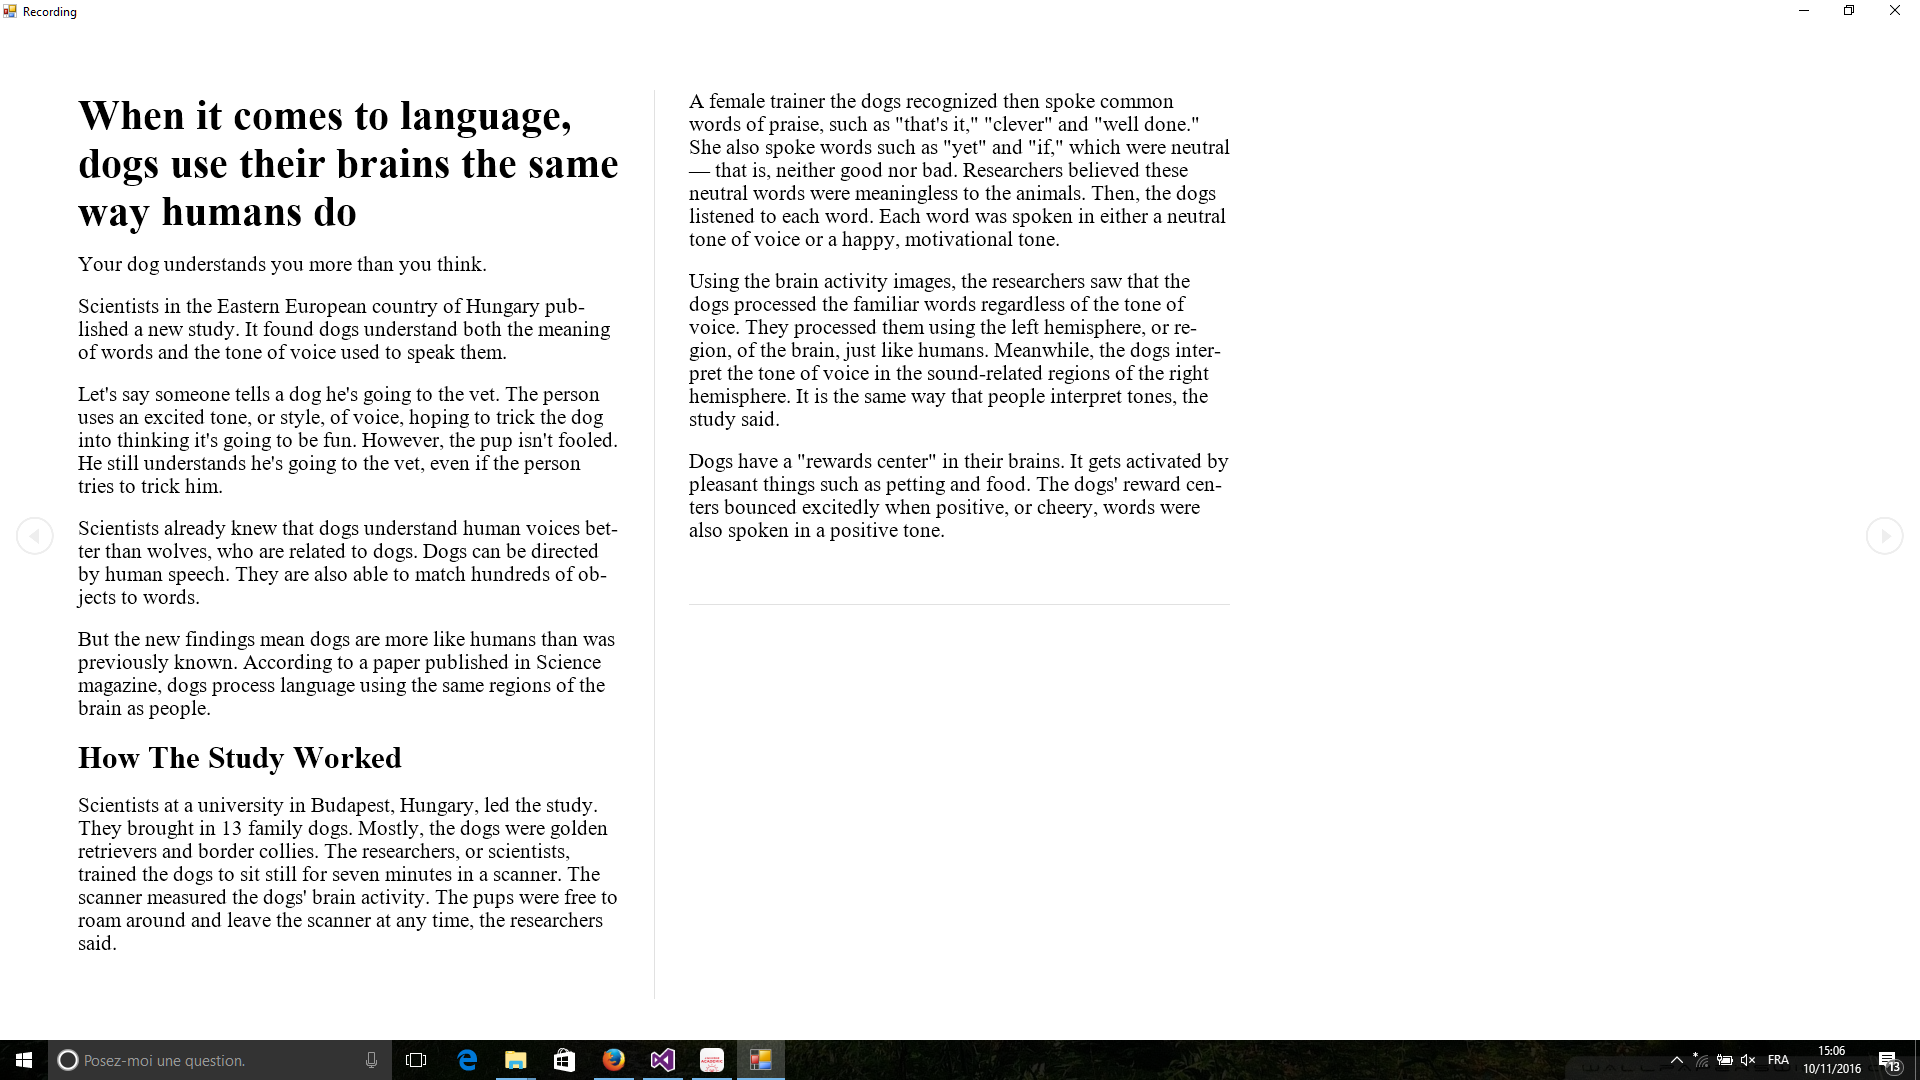 Recording
When it comes to language,
dogs use their brains the same
way humans do
Your dog understands you more than you think.
Scientists in the Eastern European country of Hungary pub-
lished a new study. It found dogs understand both the meaning
of words and the tone of voice used to speak them.
Let's say someone tells a dog he's going to the vet. The person
uses an excited tone, or style, of voice, hoping to trick the dog
into thinking it's going to be fun. However, the pup isn't fooled.
He still understands he's going to the vet, even if the person
tries to trick him.
Scientists already knew that dogs understand human voices bet-
ter than wolves, who are related to dogs. Dogs can be directed
by human speech. They are also able to match hundreds of ob-
jects to words.
But the new findings mean dogs are more like humans than was
previously known. According to a paper published in Science
magazine, dogs process language using the same regions of the
brain as people.
How The Study Worked
Scientists at a university in Budapest, Hungary, led the study.
They brought in 13 family dogs. Mostly, the dogs were golden
retrievers and border collies. The researchers, or scientists,
trained the dogs to sit still for seven minutes in a scanner. The
scanner measured the dogs' brain activity. The pups were free to
roam around and leave the scanner at any time, the researchers
said.
A female trainer the dogs recognized then spoke common
words of praise, such as "that's it," "clever" and "well done."
She also spoke words such as "yet" and "if," which were neutral
— that is, neither good nor bad. Researchers believed these
neutral words were meaningless to the animals. Then, the dogs
listened to each word. Each word was spoken in either a neutral
tone of voice or a happy, motivational tone.
Using the brain activity images, the researchers saw that the
dogs processed the familiar words regardless of the tone of
voice. They processed them using the left hemisphere, or re-
gion, of the brain, just like humans. Meanwhile, the dogs inter-
pret the tone of voice in the sound-related regions of the right
hemisphere. It is the same way that people interpret tones, the
study said.
Dogs have a "rewards center" in their brains. It gets activated by
pleasant things such as petting and food. The dogs' reward cen-
ters bounced excitedly when positive, or cheery, words were
also spoken in a positive tone.
Posez-moi une question.
FRA
15:06
10/11/2016
13